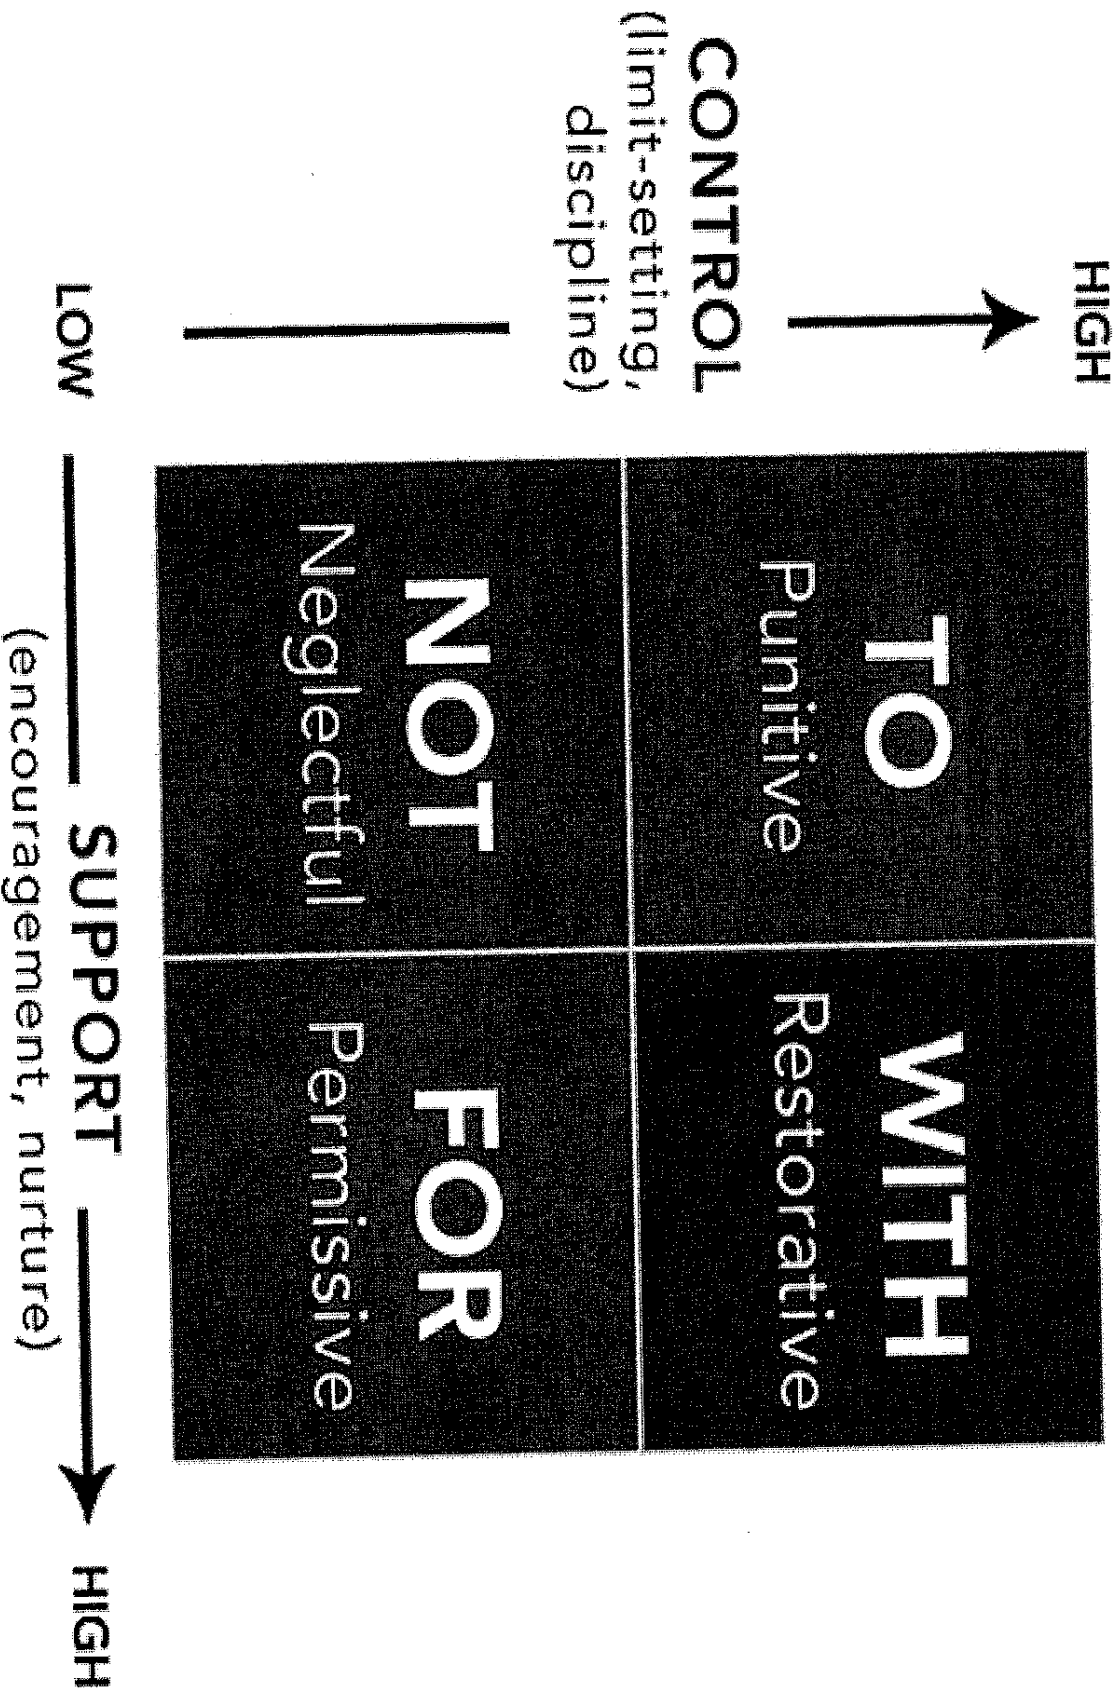 HIGH
CONTROL
(limit-setting,
discipline)
TO
Punitive
WITH
Restorative
NOT
Neglectful
FOR
Permissive
LOW
SUPPORT
HIGH
(encouragement, nurture)